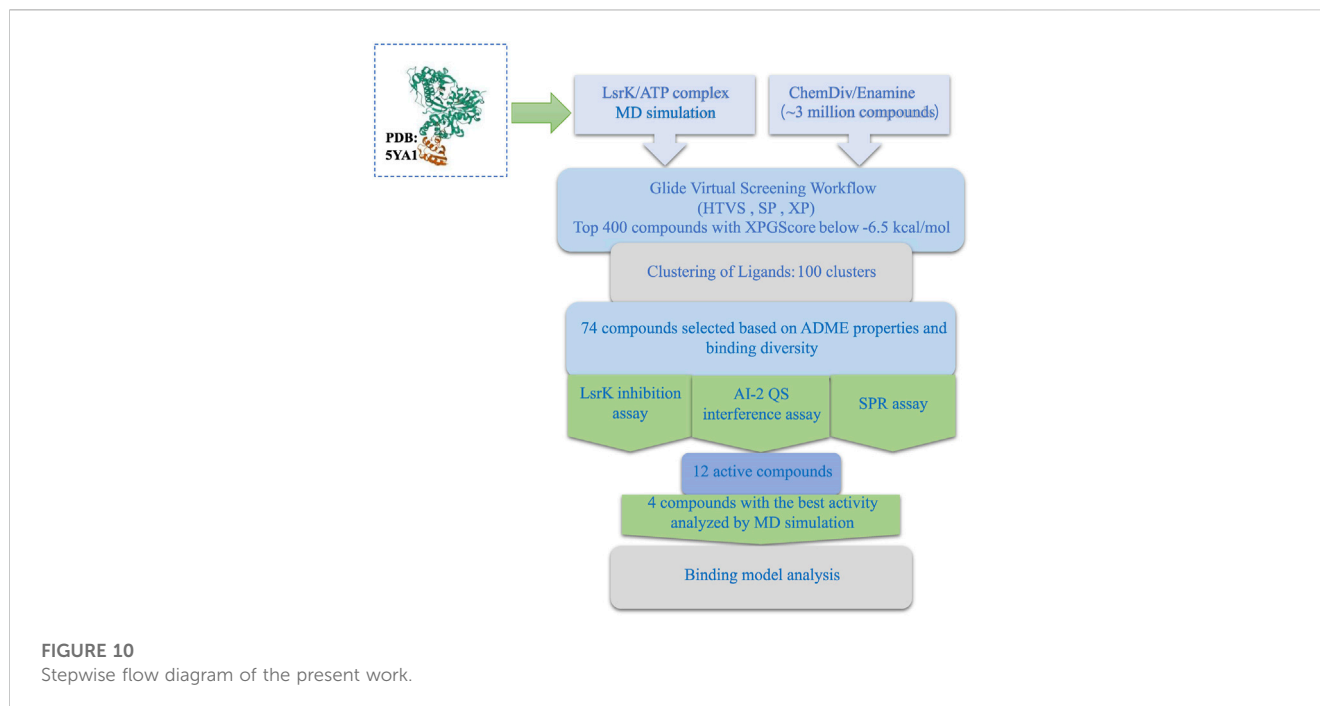 PDB:
5YA1
LsrK/ATP complex
MD simulation
ChemDiv/Enamine
(~3 million compounds)
Glide Virtual Screening Workflow
(HTVS , SP , XP)
Top 400 compounds with XPGScore below -6.5 kcal/mol
Clustering of Ligands: 100 clusters
74 compounds selected based on ADME properties and
binding diversity
LsrK inhibition
assay
AI-2 QS
interference assay
SPR assay
12 active compounds
4 compounds with the best activity
analyzed by MD simulation
Binding model analysis
FIGURE 10
Stepwise flow diagram of the present work.